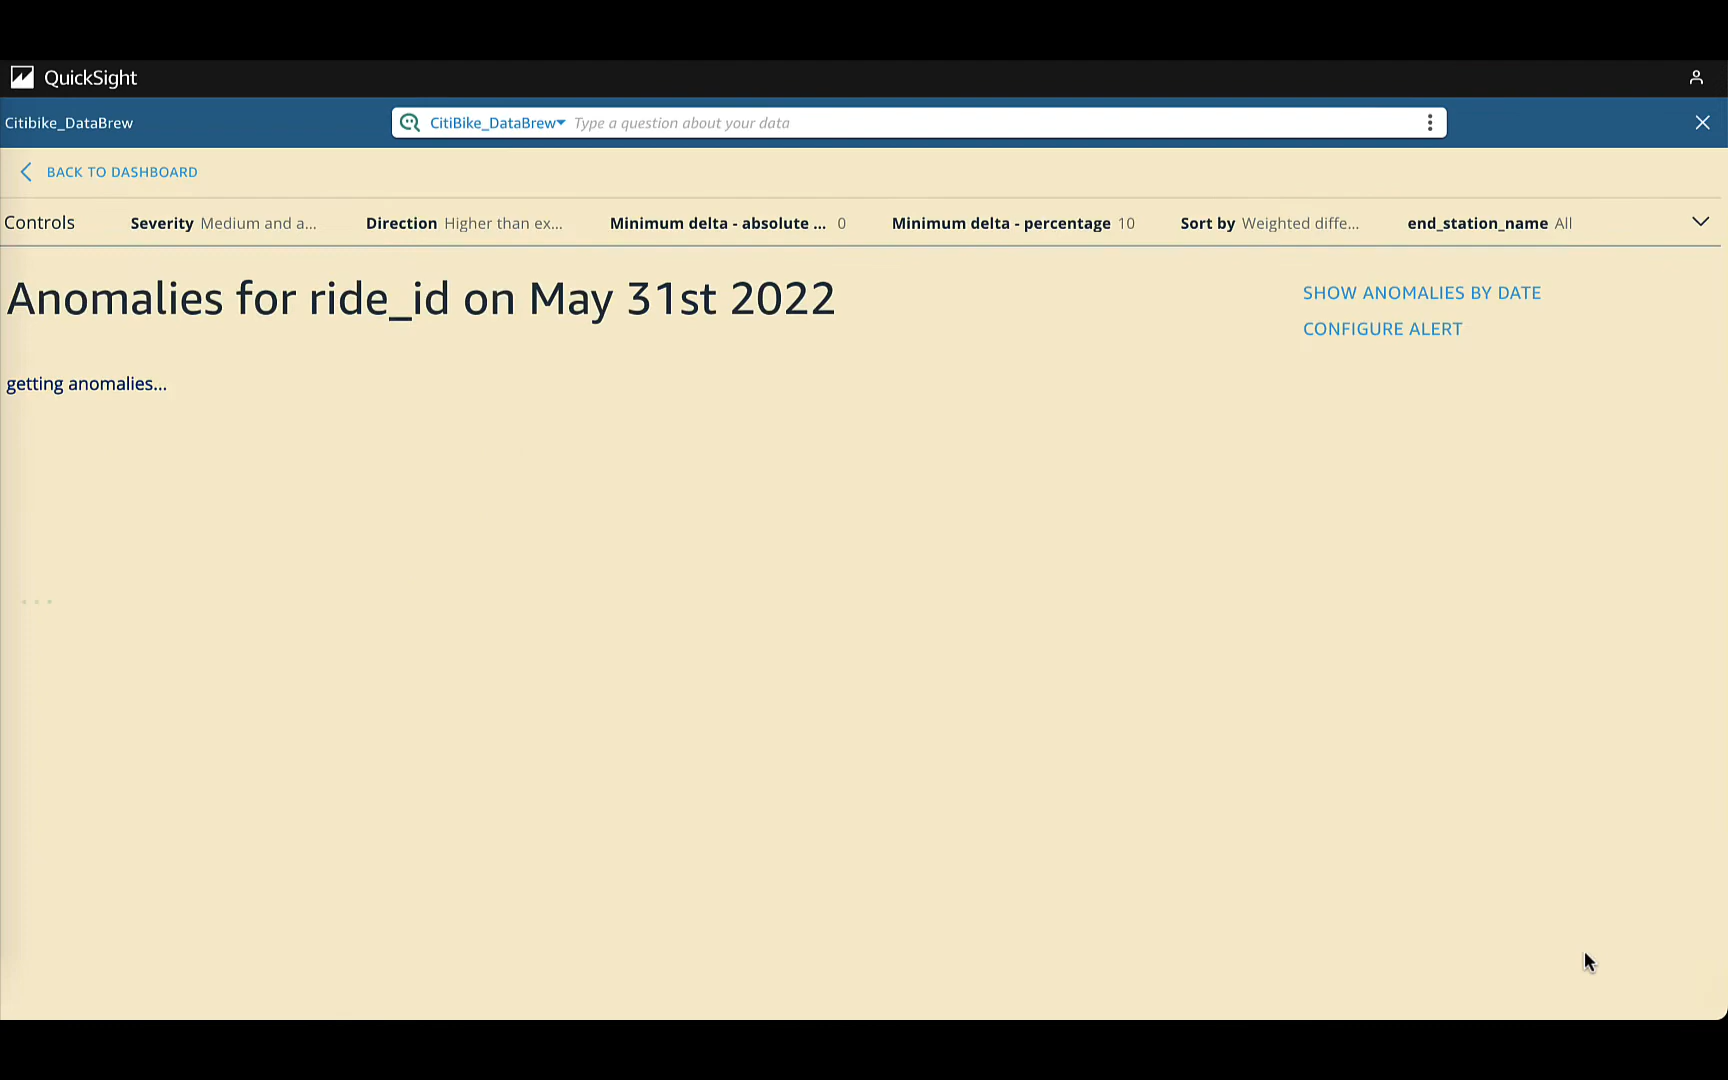 QuickSight
Citibike_DataBrew
CitiBike_DataBrew Type a question about your data
BACK TO DASHBOARD
Controls Severity Medium and a... Direction Higher than ex... Minimum delta - absolute ... 0 Minimum delta - percentage 10 Sort by Weighted diffe... end_station_name All
Anomalies for ride_id on May 31st 2022
SHOW ANOMALIES BY DATE
CONFIGURE ALERT
getting anomalies...